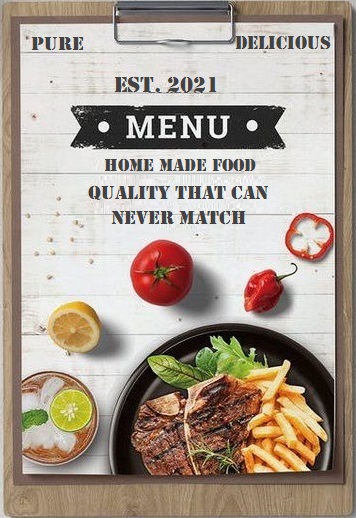 PURE
DELICIOUS
EST. 2021
MENU
HOME MADE FOOD
QUALITY THAT CAN
NEVER MATCH